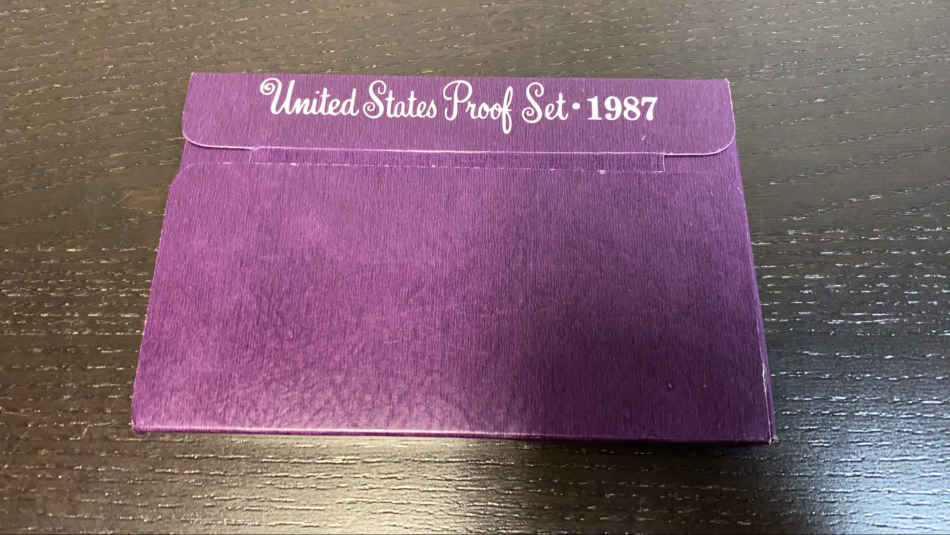 United States Proof Set • 1987